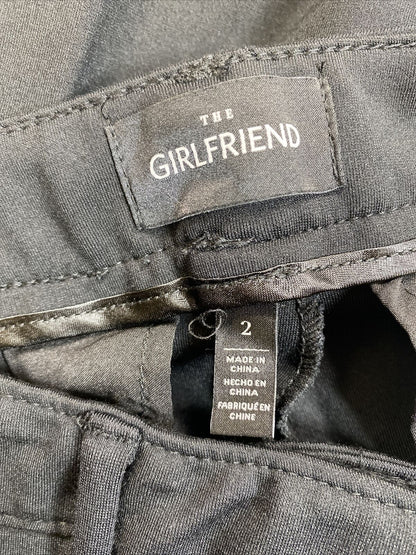 THE
GIRLFRIEND
2
MADE IN
CHINA
HECHO EN
CHINA
FABRIQUÉ EN
CHINE